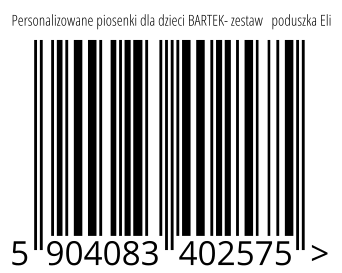 Personalizowane piosenki dla dzieci BARTEK- zestaw   poduszka Eli
5 904083 402575 >